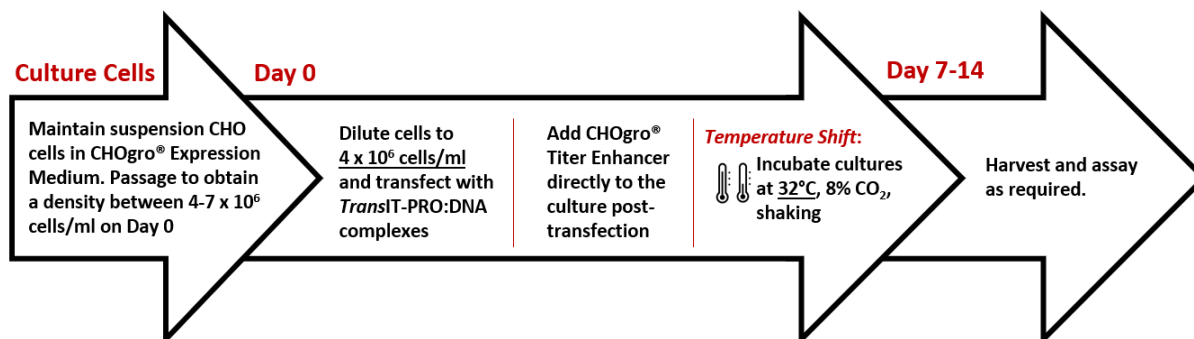 Culture Cells
Maintain suspension CHO
cells in CHOgro® Expression
Medium. Passage to obtain
a density between 4-7 x 10⁶
cells/ml on Day 0
Day 0
Dilute cells to
4 x 10⁶ cells/ml
and transfect with
TransIT-PRO:DNA
complexes
Add CHOgro®
Titer Enhancer
directly to the
culture post-
transfection
Temperature Shift:
Incubate cultures
at 32°C, 8% CO₂,
shaking
Day 7-14
Harvest and assay
as required.